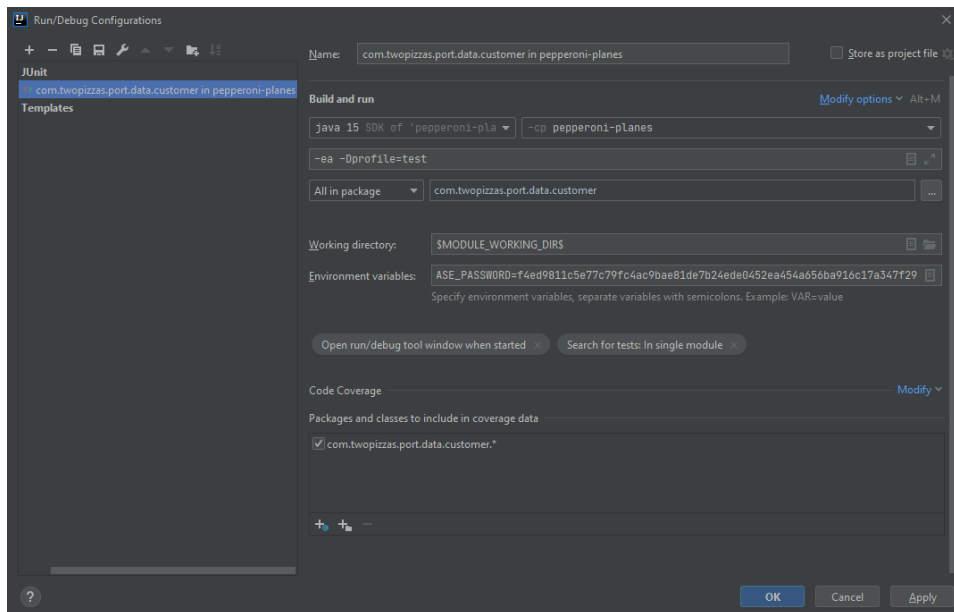 Run/Debug Configurations
JUnit
com.twopizzas.port.data.customer in pepperoni-planes
Templates
Name: com.twopizzas.port.data.customer in pepperoni-planes
Store as project file
Build and run
Modify options Alt+M
java 15 SDK of 'pepperoni-pla
-cp pepperoni-planes
-ea -Dprofile=test
All in package com.twopizzas.port.data.customer ...
Working directory: $MODULE_WORKING_DIR$
Environment variables: ASE_PASSWORD=f4ed9811c5e77c79fc4ac9bae81de7b24ede0452ea454a656ba916c17a347f29
Specify environment variables, separate variables with semicolons. Example: VAR=value
Open run/debug tool window when started ×
Search for tests: In single module ×
Code Coverage
Modify
Packages and classes to include in coverage data
com.twopizzas.port.data.customer.*
?
OK
Cancel
Apply